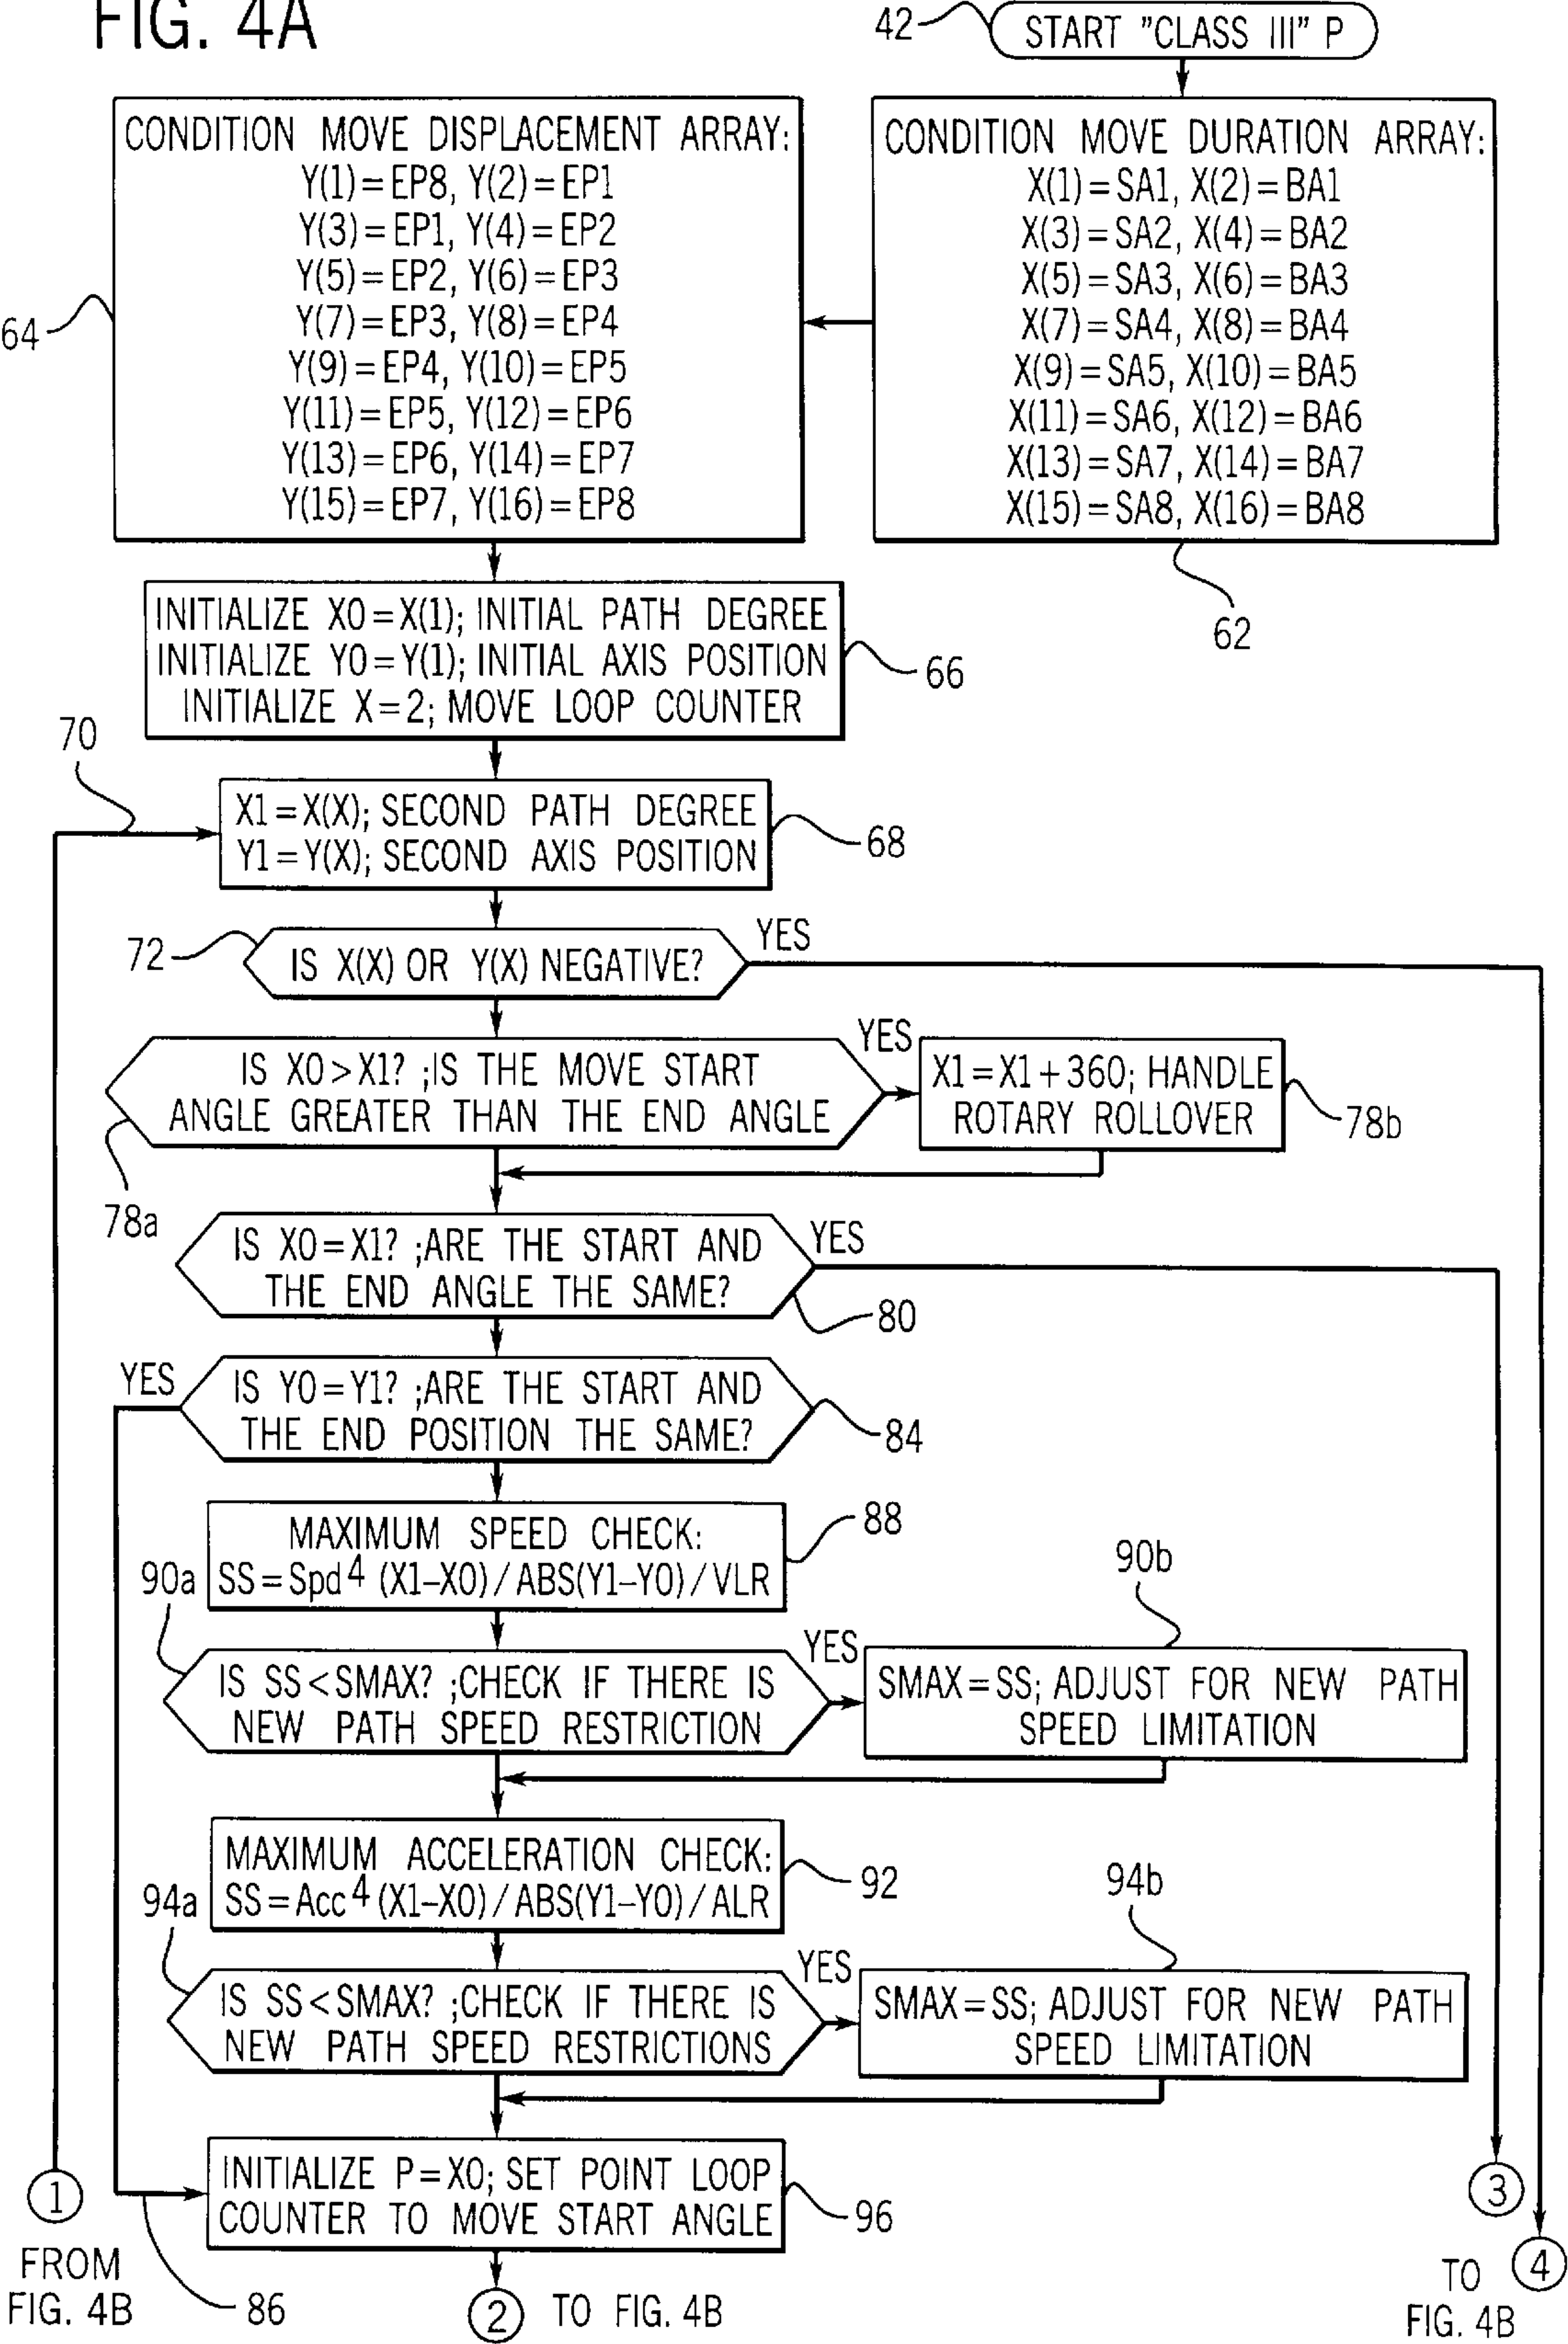 FIG. 4A
42
START "CLASS III" P
CONDITION MOVE DURATION ARRAY:
X(1)=SA1, X(2)=BA1
X(3)=SA2, X(4)=BA2
X(5)=SA3, X(6)=BA3
X(7)=SA4, X(8)=BA4
X(9)=SA5, X(10)=BA5
X(11)=SA6, X(12)=BA6
X(13)=SA7, X(14)=BA7
X(15)=SA8, X(16)=BA8
62
CONDITION MOVE DISPLACEMENT ARRAY:
Y(1)=EP8, Y(2)=EP1
Y(3)=EP1, Y(4)=EP2
Y(5)=EP2, Y(6)=EP3
Y(7)=EP3, Y(8)=EP4
Y(9)=EP4, Y(10)=EP5
Y(11)=EP5, Y(12)=EP6
Y(13)=EP6, Y(14)=EP7
Y(15)=EP7, Y(16)=EP8
64
INITIALIZE X0=X(1); INITIAL PATH DEGREE
INITIALIZE Y0=Y(1); INITIAL AXIS POSITION
INITIALIZE X=2; MOVE LOOP COUNTER
66
70
X1=X(X); SECOND PATH DEGREE
Y1=Y(X); SECOND AXIS POSITION
68
72
IS X(X) OR Y(X) NEGATIVE?
YES
IS X0>X1? ;IS THE MOVE START
ANGLE GREATER THAN THE END ANGLE
78a
YES
X1=X1+360; HANDLE
ROTARY ROLLOVER
78b
IS X0=X1? ;ARE THE START AND
THE END ANGLE THE SAME?
YES
80
YES
IS Y0=Y1? ;ARE THE START AND
THE END POSITION THE SAME?
84
MAXIMUM SPEED CHECK:
SS=Spd4 (X1-X0)/ABS(Y1-Y0)/VLR
88
90a
IS SS<SMAX? ;CHECK IF THERE IS
NEW PATH SPEED RESTRICTION
YES
90b
SMAX=SS; ADJUST FOR NEW PATH
SPEED LIMITATION
MAXIMUM ACCELERATION CHECK:
SS=Acc4 (X1-X0)/ABS(Y1-Y0)/ALR
92
94a
IS SS<SMAX? ;CHECK IF THERE IS
NEW PATH SPEED RESTRICTIONS
YES
94b
SMAX=SS; ADJUST FOR NEW PATH
SPEED LIMITATION
INITIALIZE P=X0; SET POINT LOOP
COUNTER TO MOVE START ANGLE
96
1
FROM
FIG. 4B
86
2
TO FIG. 4B
3
4
TO
FIG. 4B